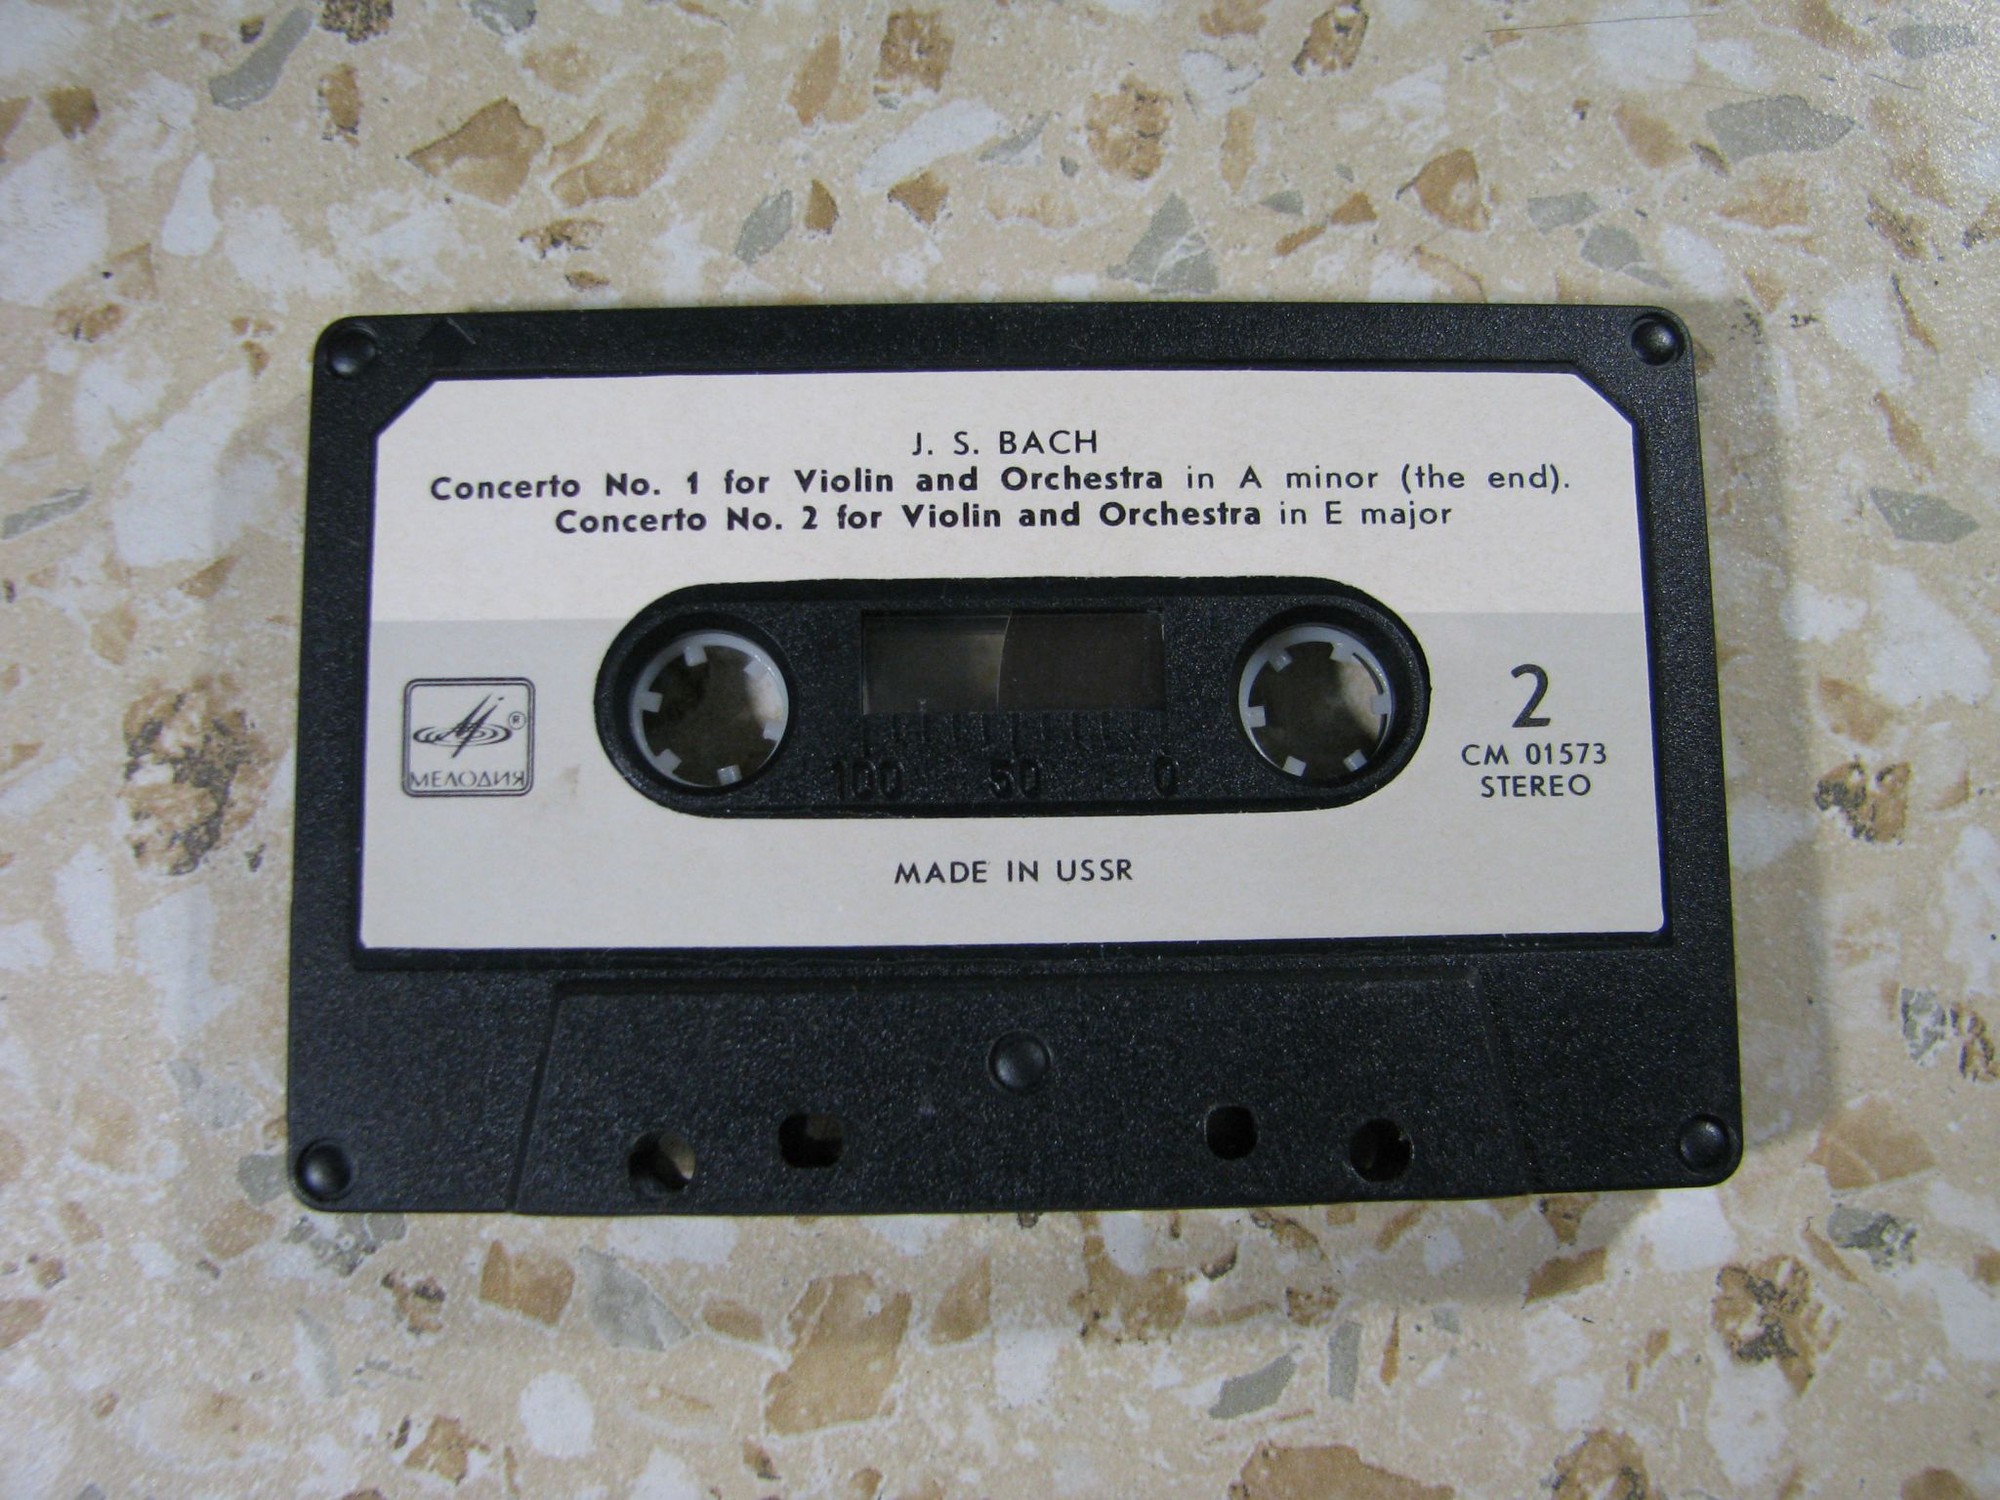 J. S. BACH
Concerto No. 1 for Violin and Orchestra in A minor (the end).
Concerto No. 2 for Violin and Orchestra in E major
®
МЕЛОДИЯ
100 50 0
2
CM 01573
STEREO
MADE IN USSR